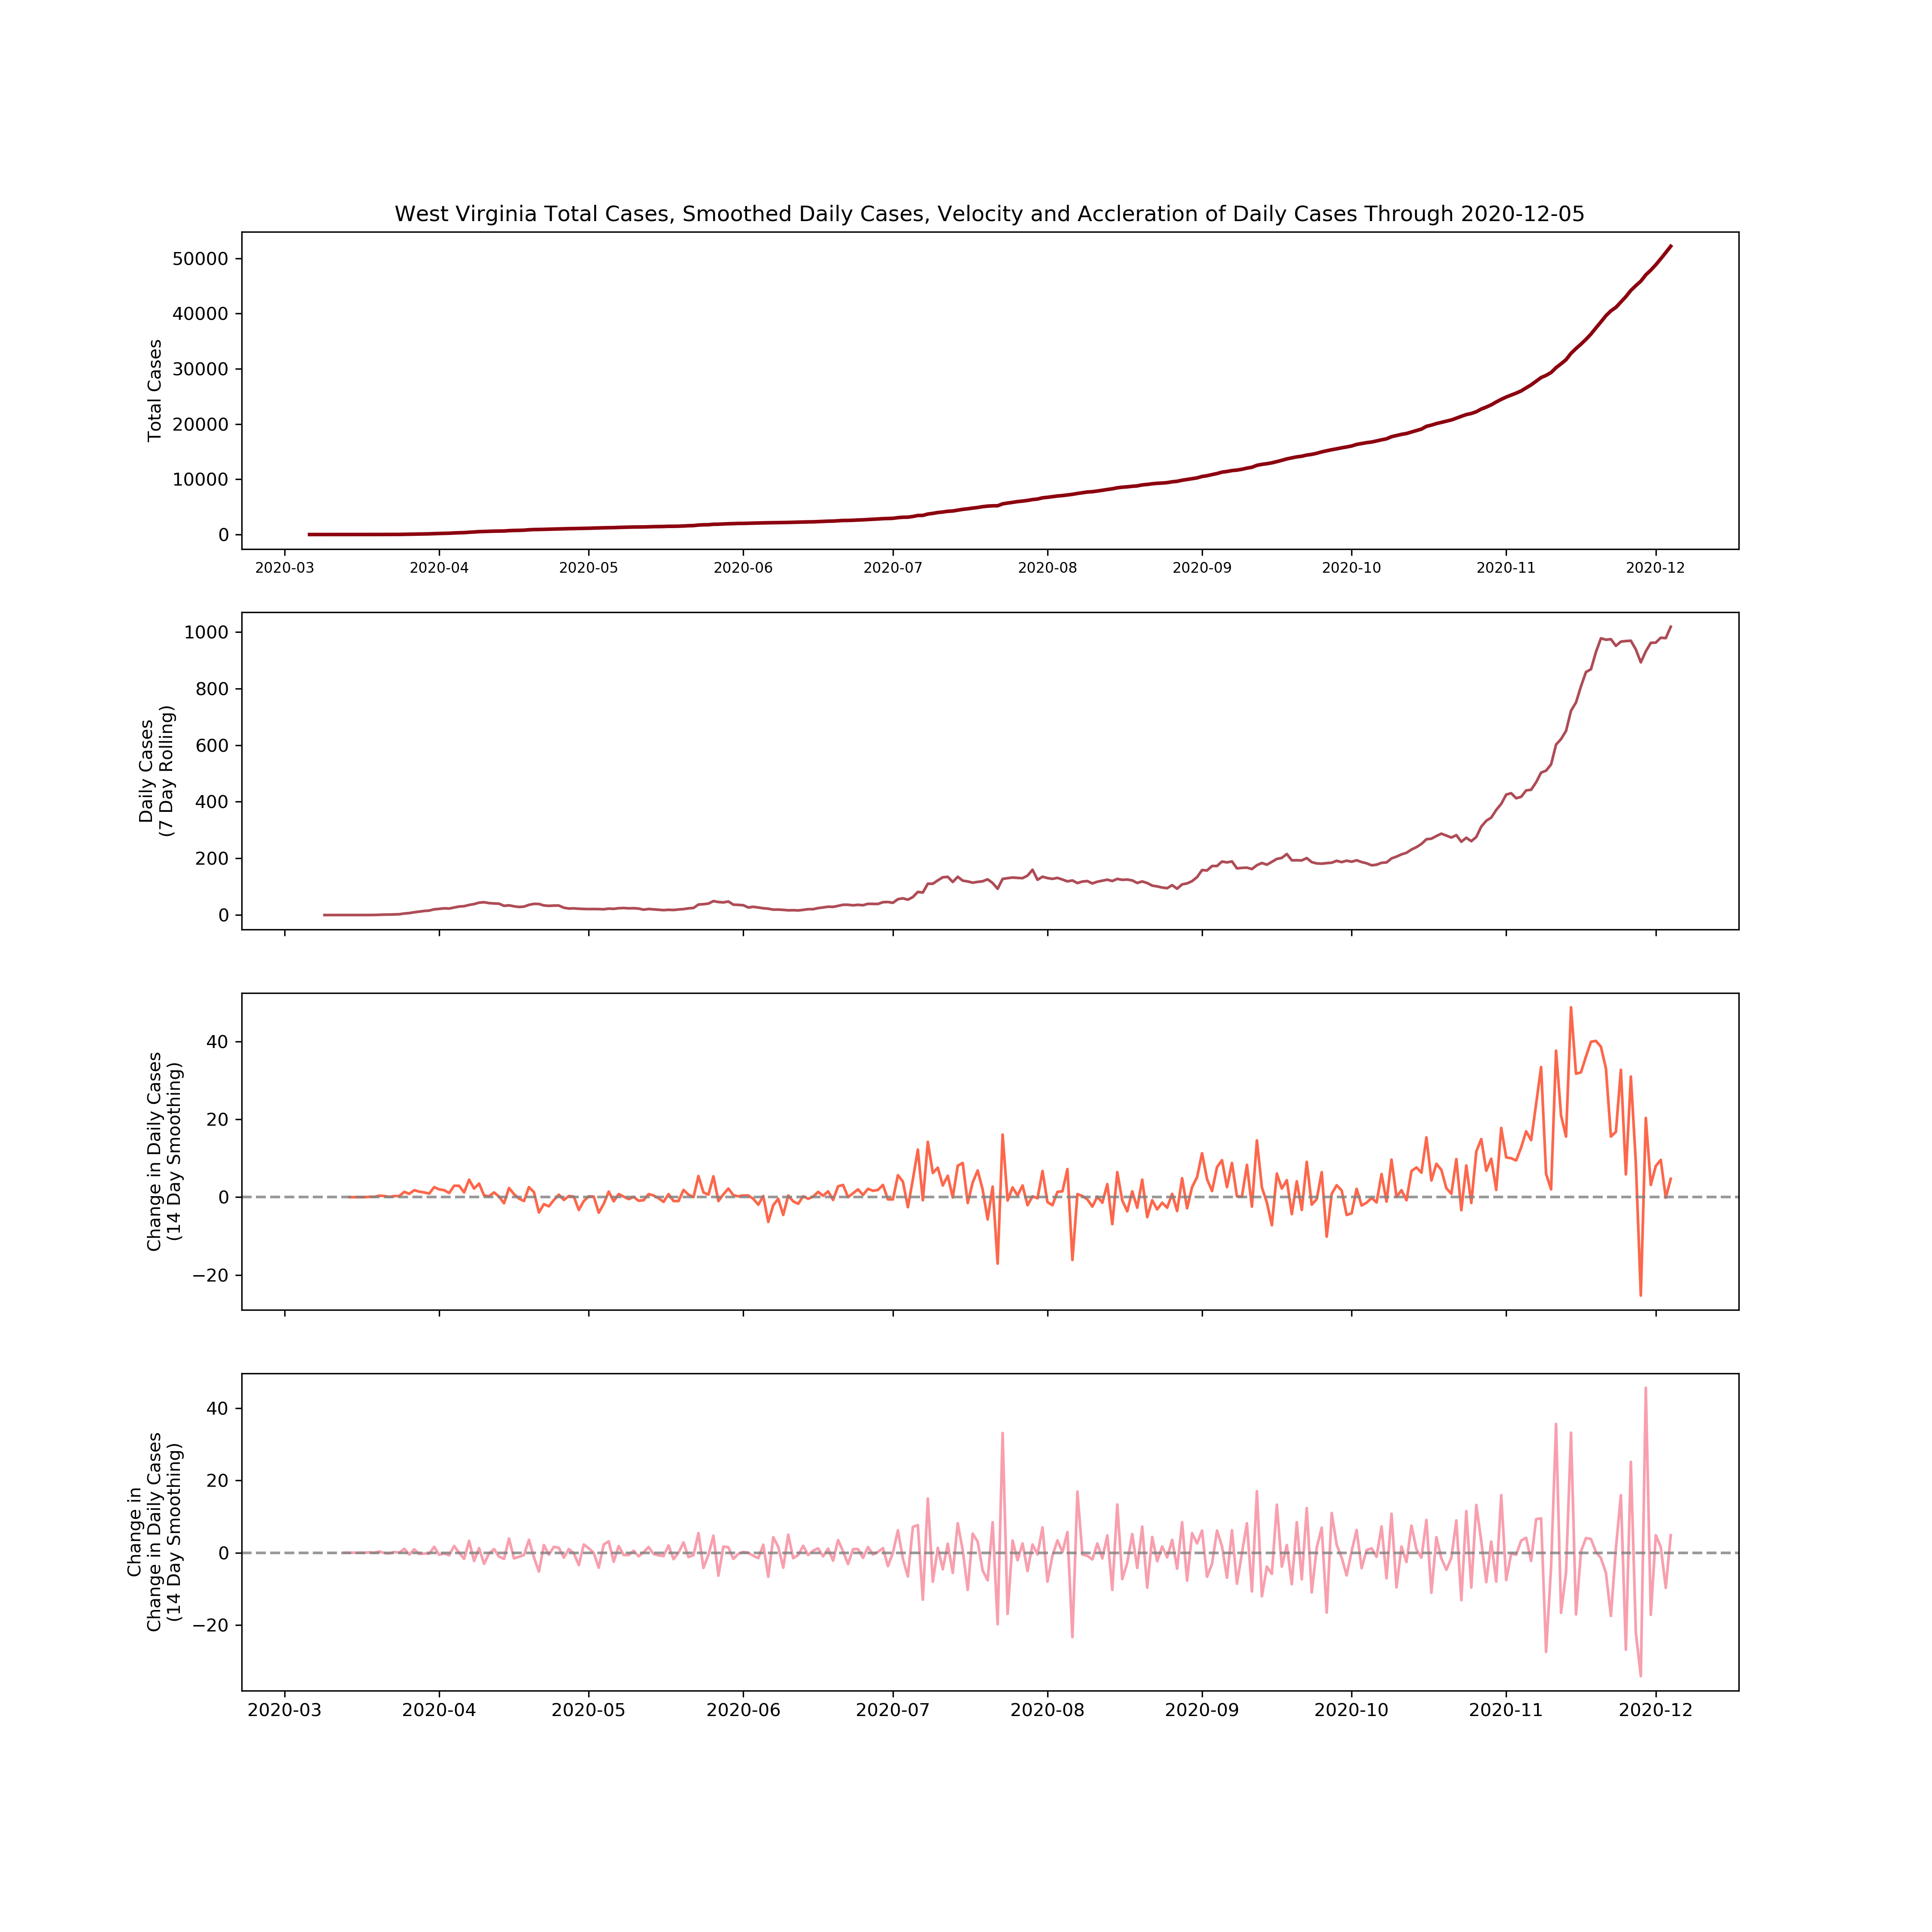 West Virginia Total Cases, Smoothed Daily Cases, Velocity and Accleration of Daily Cases Through 2020-12-05
Total Cases
50000
40000
30000
20000
10000
0
2020-03 2020-04 2020-05 2020-06 2020-07 2020-08 2020-09 2020-10 2020-11 2020-12
Daily Cases
(7 Day Rolling)
1000
800
600
400
200
0
Change in Daily Cases
(14 Day Smoothing)
40
20
0
−20
Change in
Change in Daily Cases
(14 Day Smoothing)
40
20
0
−20
2020-03 2020-04 2020-05 2020-06 2020-07 2020-08 2020-09 2020-10 2020-11 2020-12